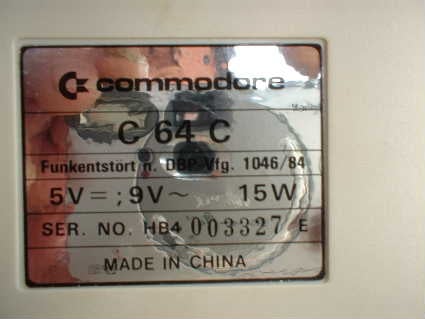 commodore
C 64 C
Funkentstört n. DBP-Vfg. 1046/84
5V = ; 9V ~ 15W
SER. NO. HB4 003327 E
MADE IN CHINA